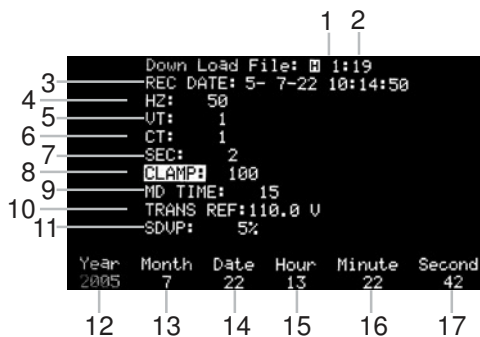 1 2
Down Load File: H 1:19
3 REC DATE: 5- 7-22 10:14:50
4 HZ: 50
5 VT: 1
6 CT: 1
7 SEC: 2
8 CLAMP: 100
9 MD TIME: 15
10 TRANS REF:110.0 V
11 SDVP: 5%
Year Month Date Hour Minute Second
2005 7 22 13 22 42
12 13 14 15 16 17